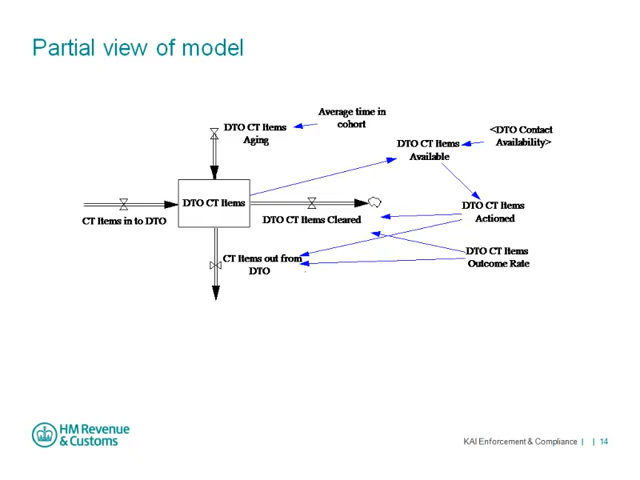 Partial view of model
Average time in
cohort
DTO CT Items
Aging
<DTO Contact
Availability>
DTO CT Items
Available
DTO CT Items
DTO CT Items
Actioned
CT Items in to DTO
DTO CT Items Cleared
DTO CT Items
Outcome Rate
CT Items out from
DTO
HM Revenue
& Customs
KAI Enforcement & Compliance | | 14